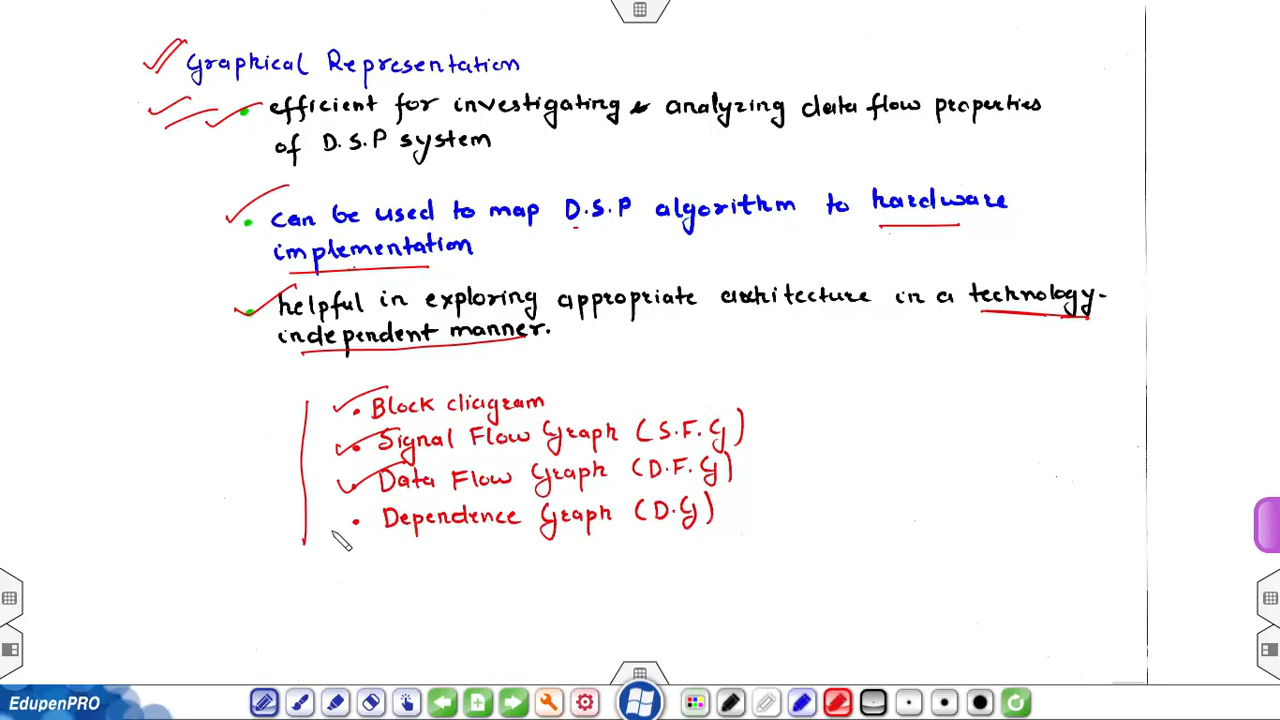 Graphical Representation
• efficient for investigating & analyzing data flow properties
of D.S.P system
• can be used to map D.S.P algorithm to hardware
implementation
• helpful in exploring appropriate architecture in a technology-
independent manner.
• Block diagram
• Signal Flow Graph (S.F.G)
• Data Flow Graph (D.F.G)
• Dependence Graph (D.G)
EdupenPRO